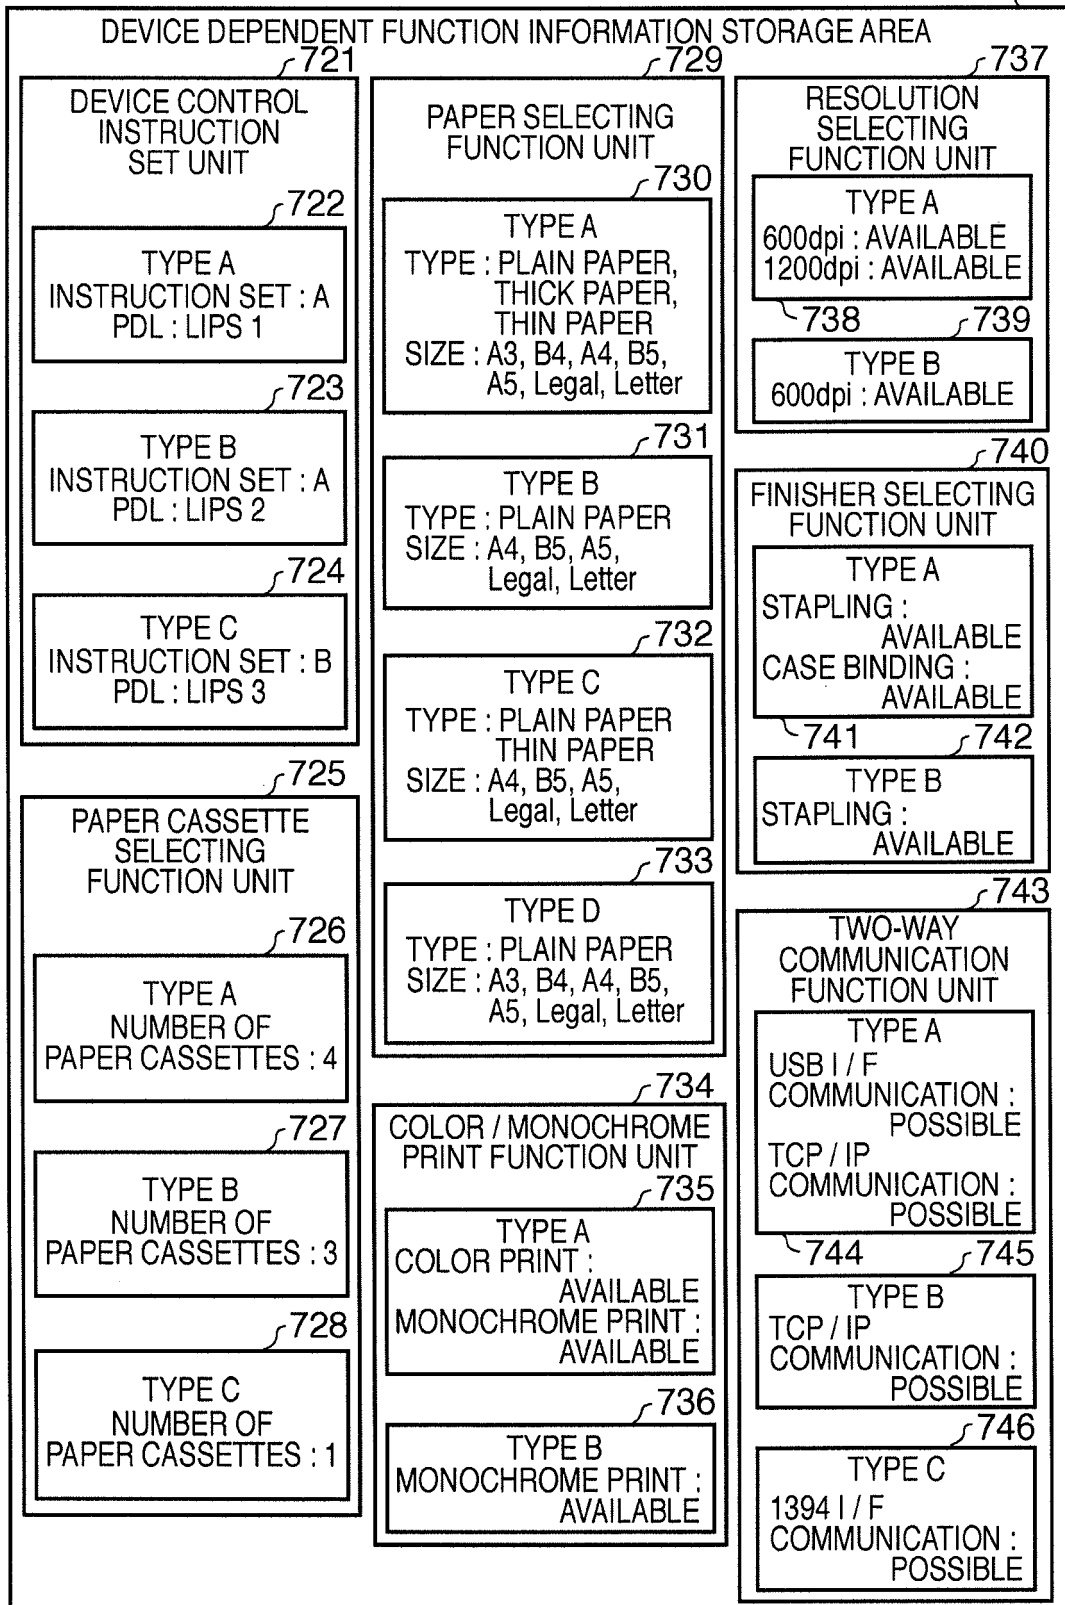 DEVICE DEPENDENT FUNCTION INFORMATION STORAGE AREA
721
DEVICE CONTROL
INSTRUCTION
SET UNIT
722
TYPE A
INSTRUCTION SET : A
PDL : LIPS 1
723
TYPE B
INSTRUCTION SET : A
PDL : LIPS 2
724
TYPE C
INSTRUCTION SET : B
PDL : LIPS 3
725
PAPER CASSETTE
SELECTING
FUNCTION UNIT
726
TYPE A
NUMBER OF
PAPER CASSETTES : 4
727
TYPE B
NUMBER OF
PAPER CASSETTES : 3
728
TYPE C
NUMBER OF
PAPER CASSETTES : 1
729
PAPER SELECTING
FUNCTION UNIT
730
TYPE A
TYPE : PLAIN PAPER,
THICK PAPER,
THIN PAPER
SIZE : A3, B4, A4, B5,
A5, Legal, Letter
731
TYPE B
TYPE : PLAIN PAPER
SIZE : A4, B5, A5,
Legal, Letter
732
TYPE C
TYPE : PLAIN PAPER
THIN PAPER
SIZE : A4, B5, A5,
Legal, Letter
733
TYPE D
TYPE : PLAIN PAPER
SIZE : A3, B4, A4, B5,
A5, Legal, Letter
734
COLOR / MONOCHROME
PRINT FUNCTION UNIT
735
TYPE A
COLOR PRINT :
AVAILABLE
MONOCHROME PRINT :
AVAILABLE
736
TYPE B
MONOCHROME PRINT :
AVAILABLE
737
RESOLUTION
SELECTING
FUNCTION UNIT
TYPE A
600dpi : AVAILABLE
1200dpi : AVAILABLE
738
739
TYPE B
600dpi : AVAILABLE
740
FINISHER SELECTING
FUNCTION UNIT
TYPE A
STAPLING :
AVAILABLE
CASE BINDING :
AVAILABLE
741
742
TYPE B
STAPLING :
AVAILABLE
743
TWO-WAY
COMMUNICATION
FUNCTION UNIT
TYPE A
USB I / F
COMMUNICATION :
POSSIBLE
TCP / IP
COMMUNICATION :
POSSIBLE
744
745
TYPE B
TCP / IP
COMMUNICATION :
POSSIBLE
746
TYPE C
1394 I / F
COMMUNICATION :
POSSIBLE